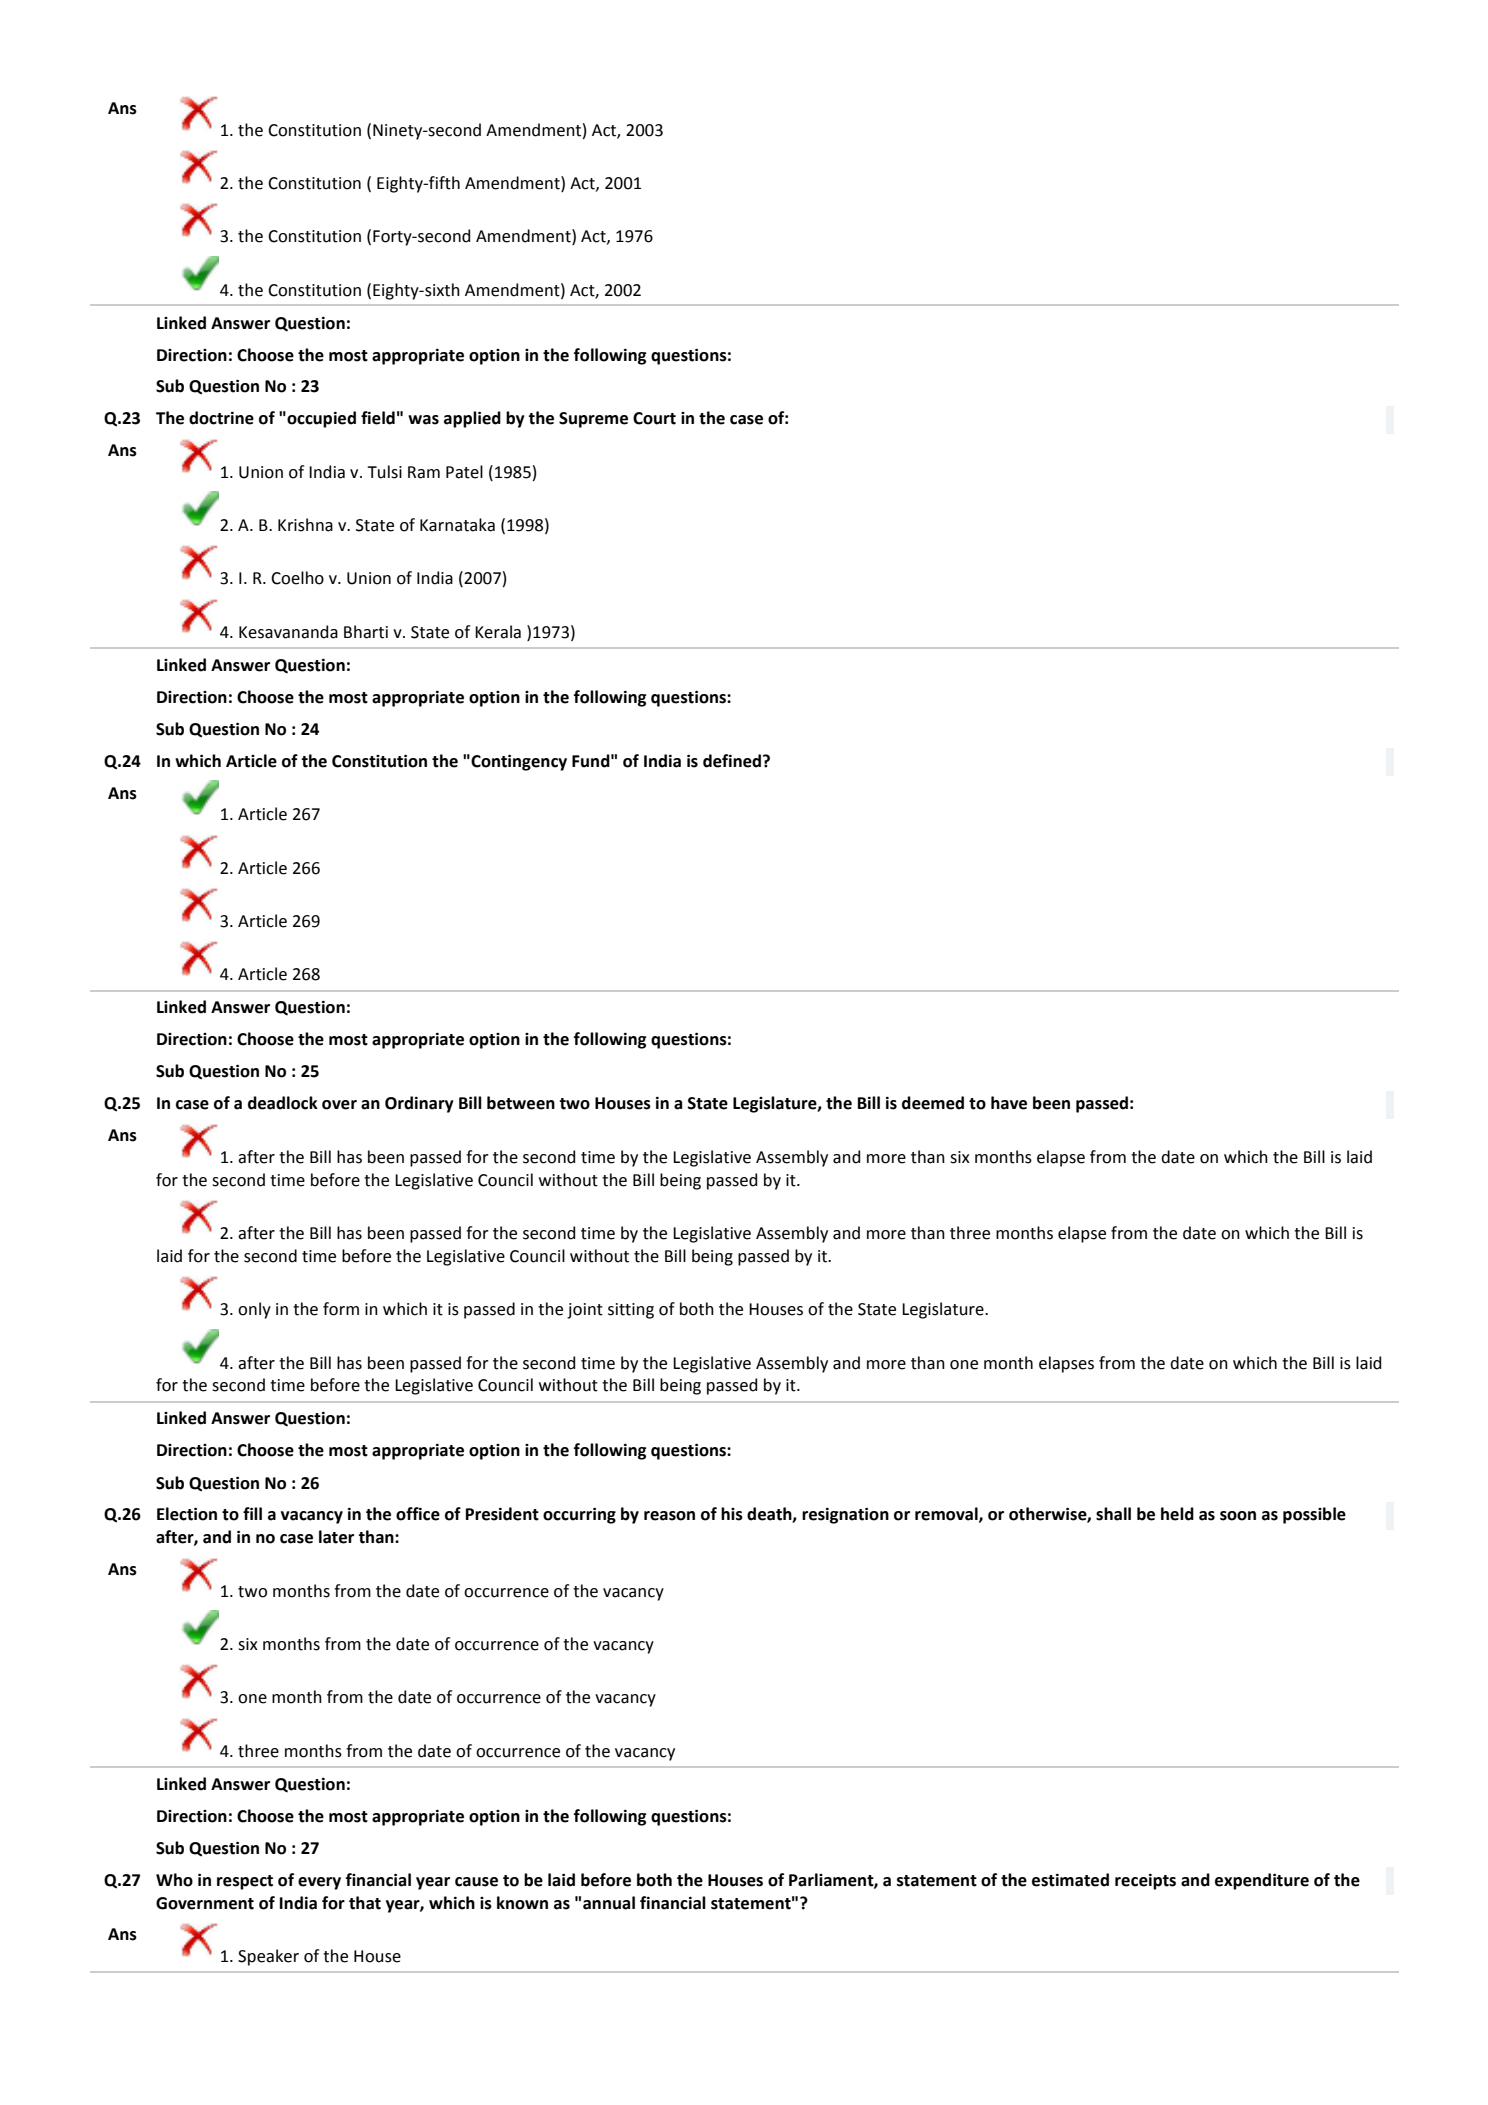 Ans
1. the Constitution (Ninety-second Amendment) Act, 2003
2. the Constitution ( Eighty-fifth Amendment) Act, 2001
3. the Constitution (Forty-second Amendment) Act, 1976
4. the Constitution (Eighty-sixth Amendment) Act, 2002
Linked Answer Question:
Direction: Choose the most appropriate option in the following questions:
Sub Question No : 23
Q.23 The doctrine of "occupied field" was applied by the Supreme Court in the case of:
Ans
1. Union of India v. Tulsi Ram Patel (1985)
2. A. B. Krishna v. State of Karnataka (1998)
3. I. R. Coelho v. Union of India (2007)
4. Kesavananda Bharti v. State of Kerala )1973)
Linked Answer Question:
Direction: Choose the most appropriate option in the following questions:
Sub Question No : 24
Q.24 In which Article of the Constitution the "Contingency Fund" of India is defined?
Ans
1. Article 267
2. Article 266
3. Article 269
4. Article 268
Linked Answer Question:
Direction: Choose the most appropriate option in the following questions:
Sub Question No : 25
Q.25 In case of a deadlock over an Ordinary Bill between two Houses in a State Legislature, the Bill is deemed to have been passed:
Ans
1. after the Bill has been passed for the second time by the Legislative Assembly and more than six months elapse from the date on which the Bill is laid
for the second time before the Legislative Council without the Bill being passed by it.
2. after the Bill has been passed for the second time by the Legislative Assembly and more than three months elapse from the date on which the Bill is
laid for the second time before the Legislative Council without the Bill being passed by it.
3. only in the form in which it is passed in the joint sitting of both the Houses of the State Legislature.
4. after the Bill has been passed for the second time by the Legislative Assembly and more than one month elapses from the date on which the Bill is laid
for the second time before the Legislative Council without the Bill being passed by it.
Linked Answer Question:
Direction: Choose the most appropriate option in the following questions:
Sub Question No : 26
Q.26 Election to fill a vacancy in the office of President occurring by reason of his death, resignation or removal, or otherwise, shall be held as soon as possible
after, and in no case later than:
Ans
1. two months from the date of occurrence of the vacancy
2. six months from the date of occurrence of the vacancy
3. one month from the date of occurrence of the vacancy
4. three months from the date of occurrence of the vacancy
Linked Answer Question:
Direction: Choose the most appropriate option in the following questions:
Sub Question No : 27
Q.27 Who in respect of every financial year cause to be laid before both the Houses of Parliament, a statement of the estimated receipts and expenditure of the
Government of India for that year, which is known as "annual financial statement"?
Ans
1. Speaker of the House